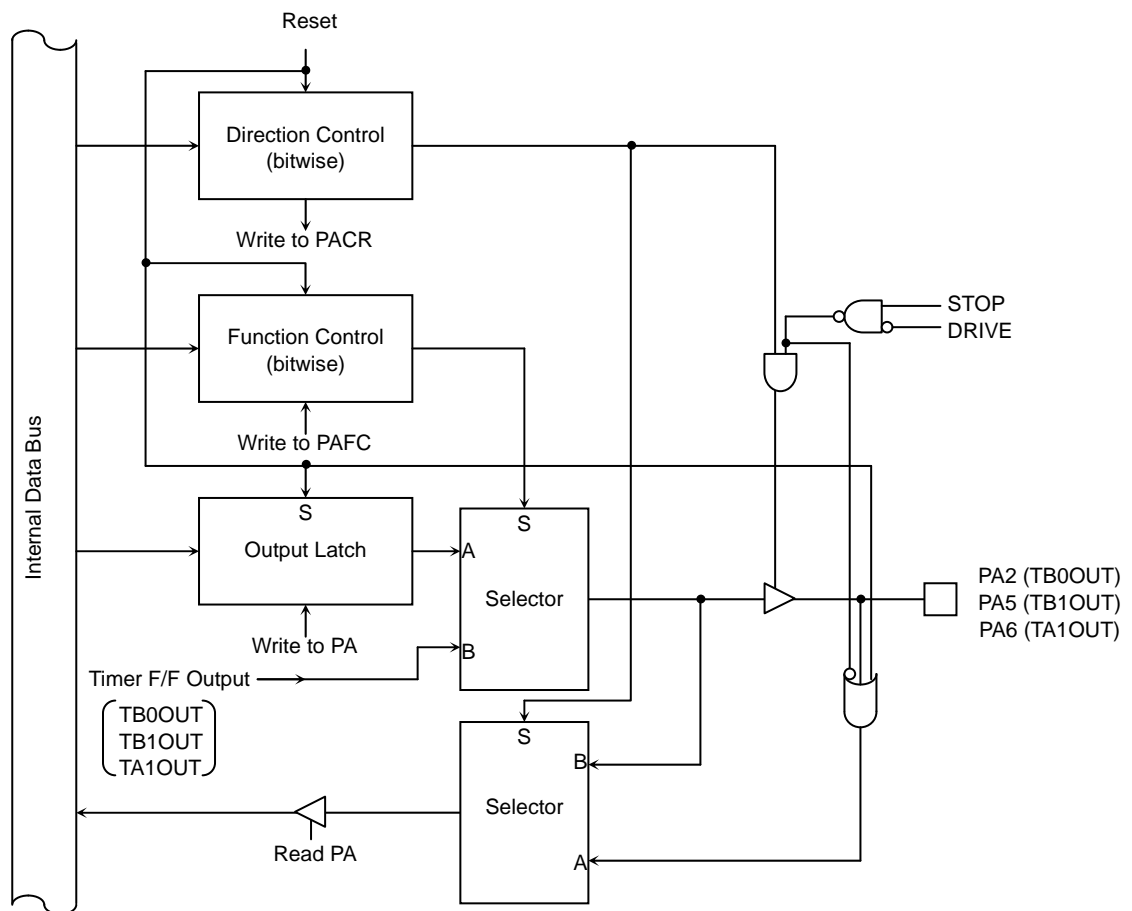 Reset
Direction Control
(bitwise)
Write to PACR
STOP
DRIVE
Function Control
(bitwise)
Write to PAFC
Internal Data Bus
S
Output Latch
Write to PA
S
A
Selector
B
PA2 (TB0OUT)
PA5 (TB1OUT)
PA6 (TA1OUT)
Timer F/F Output
TB0OUT
TB1OUT
TA1OUT
S
B
Selector
A
Read PA